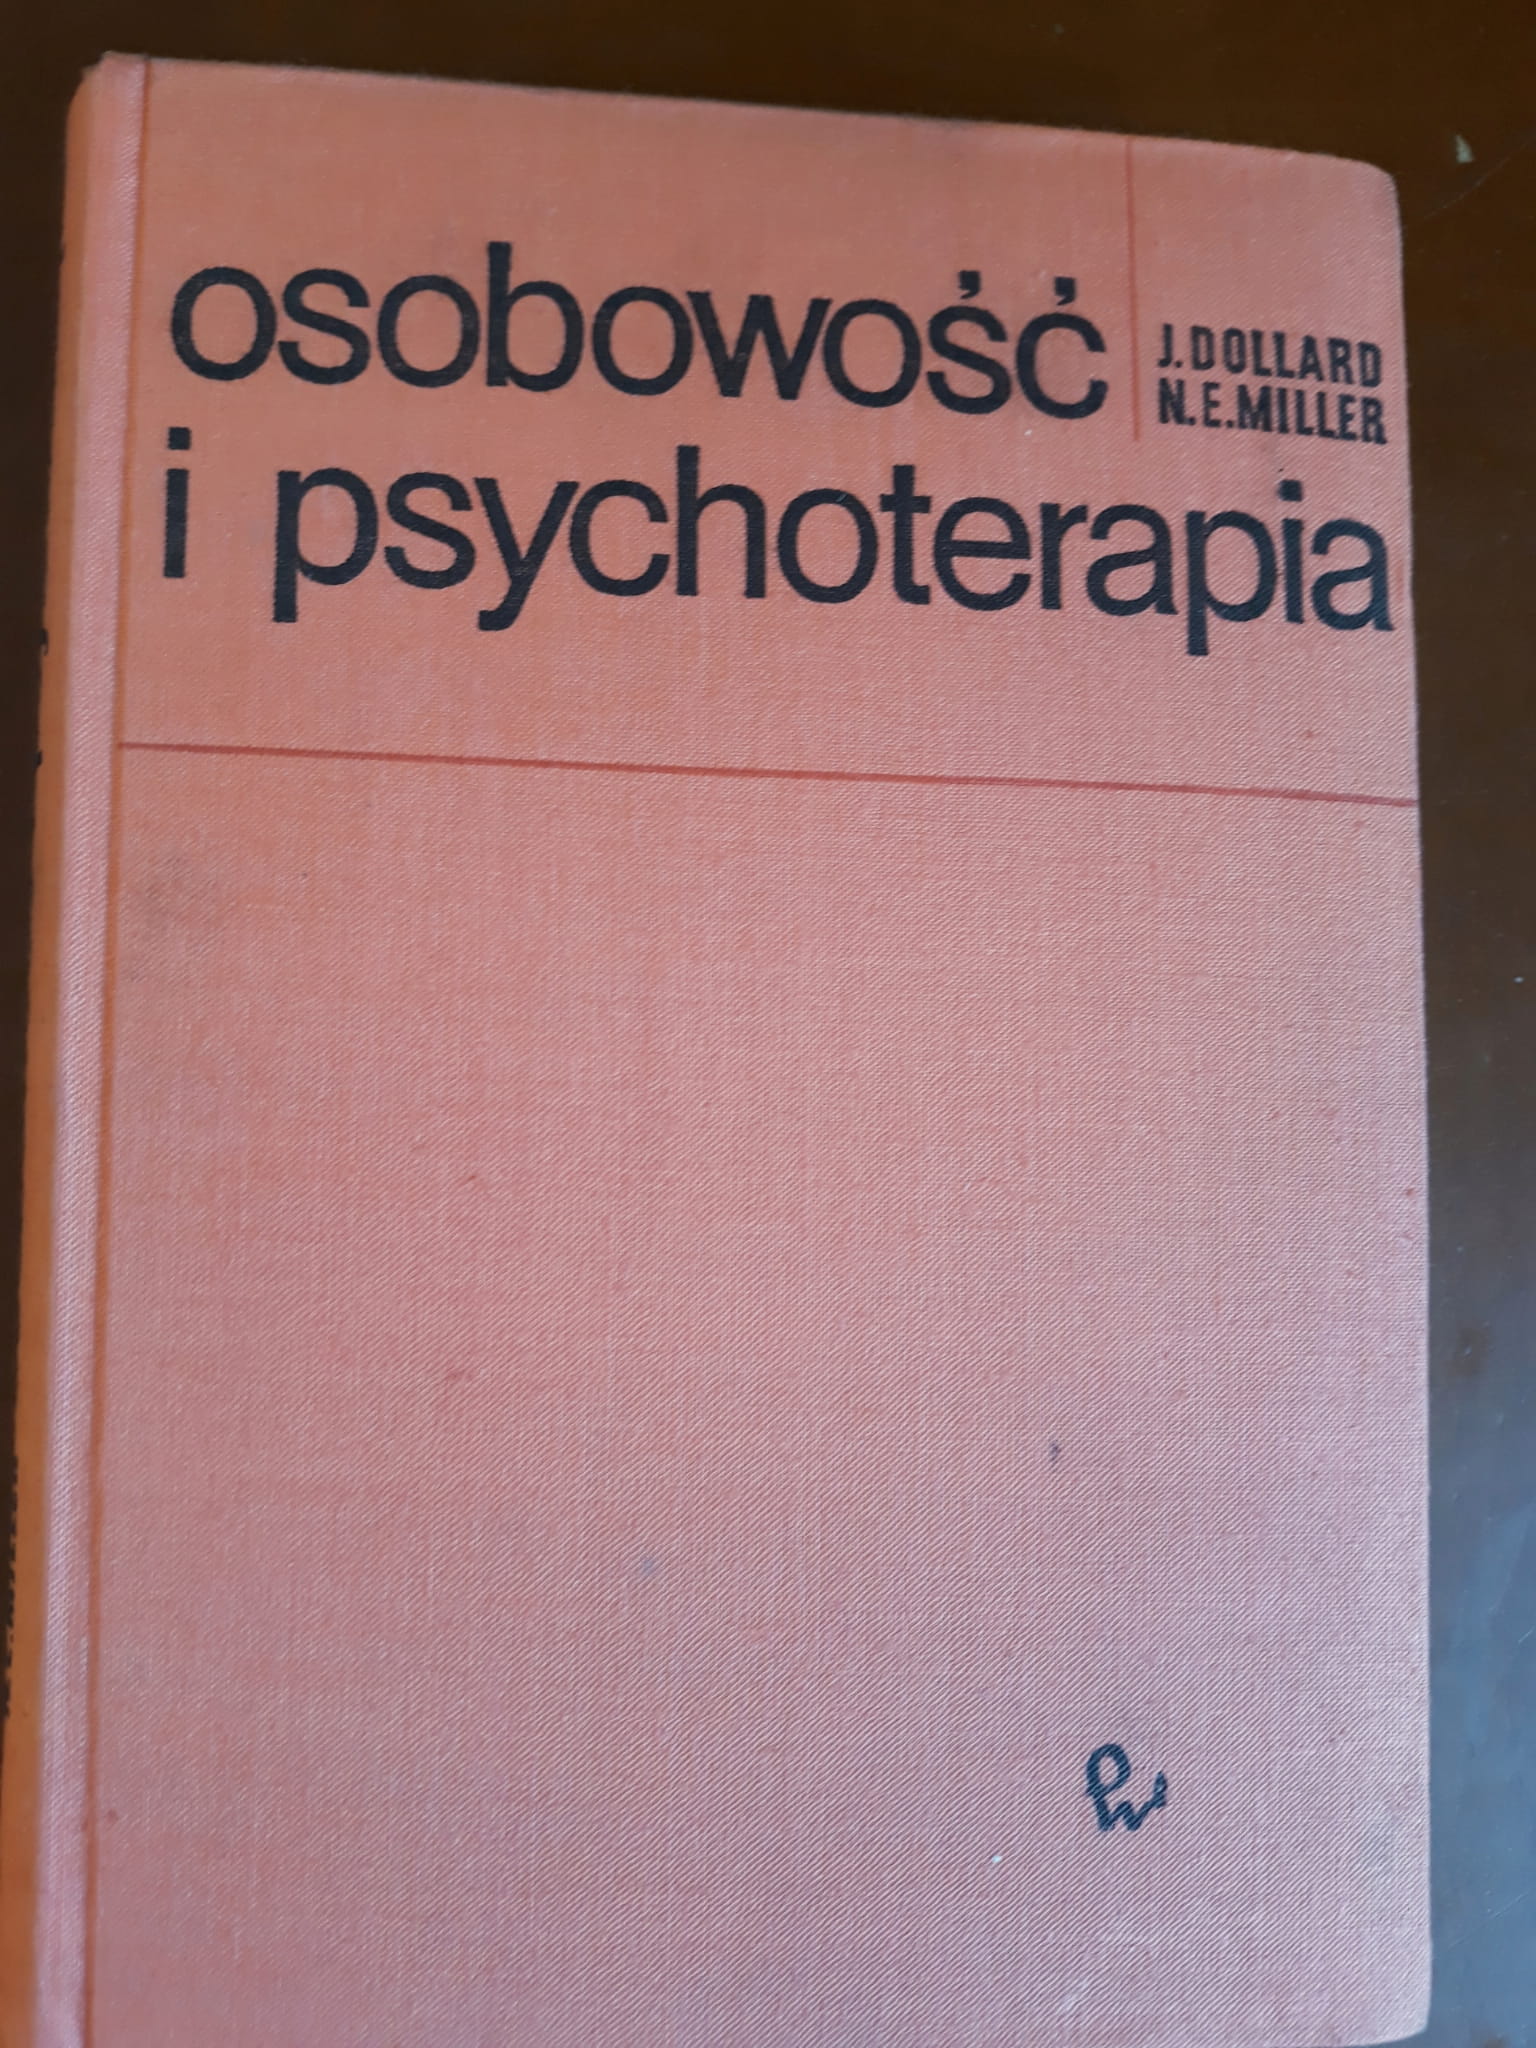 osobowość
J.DOLLARD
N.E.MILLER
i psychoterapia